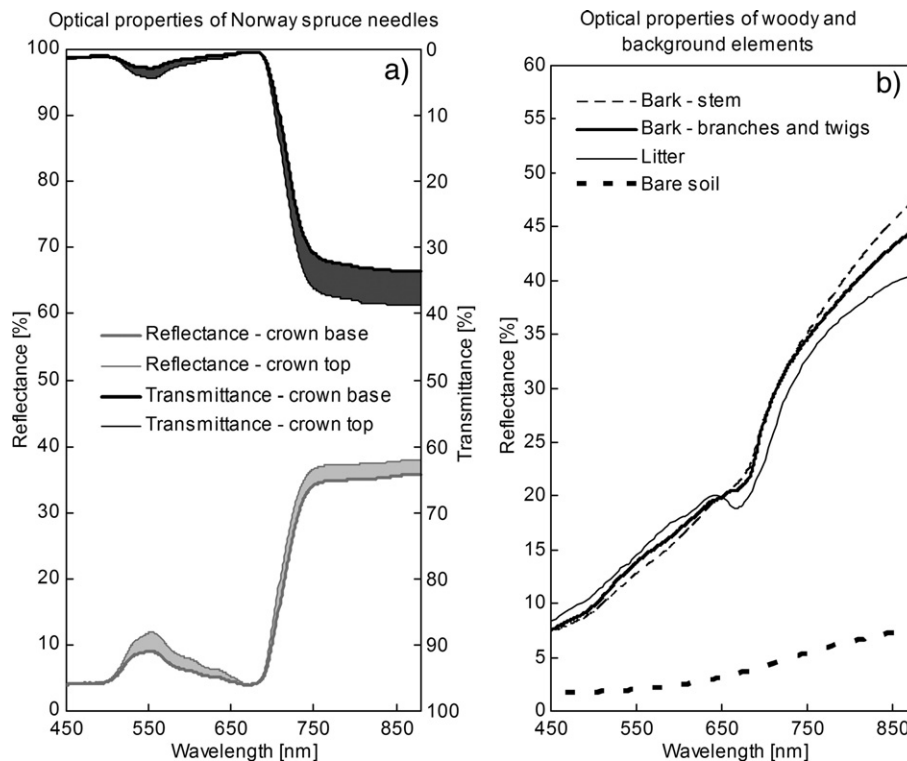 Optical properties of Norway spruce needles
a)
100
90
80
70
60
50
40
30
20
10
0
Reflectance [%]
0
10
20
30
40
50
60
70
80
90
100
Transmittance [%]
Reflectance - crown base
Reflectance - crown top
Transmittance - crown base
Transmittance - crown top
450 550 650 750 850
Wavelength [nm]
Optical properties of woody and
background elements
b)
60
55
50
45
40
35
30
25
20
15
10
5
0
Reflectance [%]
Bark - stem
Bark - branches and twigs
Litter
Bare soil
450 550 650 750 850
Wavelength [nm]